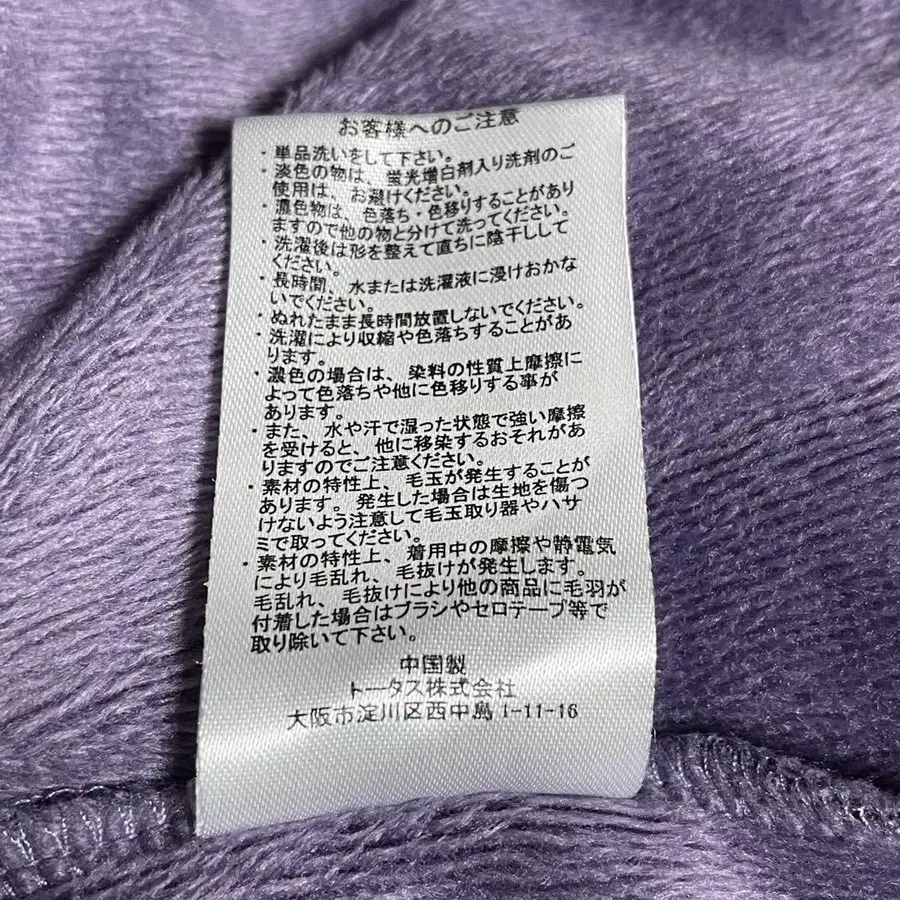 お客様へのご注意
・単品洗いをして下さい。
・淡色の物は、蛍光増白剤入り洗剤のご
使用は、お避けください。
・濃色物は、色落ち・色移りすることがあり
ますので他の物と分けて洗ってください。
・洗濯後は形を整えて直ちに陰干しして
ください。
・長時間、水または洗濯液に浸けおかな
いでください。
・ぬれたまま長時間放置しないでください。
・洗濯により収縮や色落ちすることがあ
ります。
・濃色の場合は、染料の性質上摩擦に
よって色落ちや他に色移りする事が
あります。
・また、水や汗で湿った状態で強い摩擦
を受けると、他に移染するおそれがあ
りますのでご注意ください。
・素材の特性上、毛玉が発生することが
あります。発生した場合は生地を傷つ
けないよう注意して毛玉取り器やハサ
ミで取ってください。
・素材の特性上、着用中の摩擦や静電気
により毛乱れ、毛抜けが発生します。
毛乱れ、毛抜けにより他の商品に毛羽が
付着した場合はブラシやセロテープ等で
取り除いて下さい。
中国製
トータス株式会社
大阪市淀川区西中島1-11-16